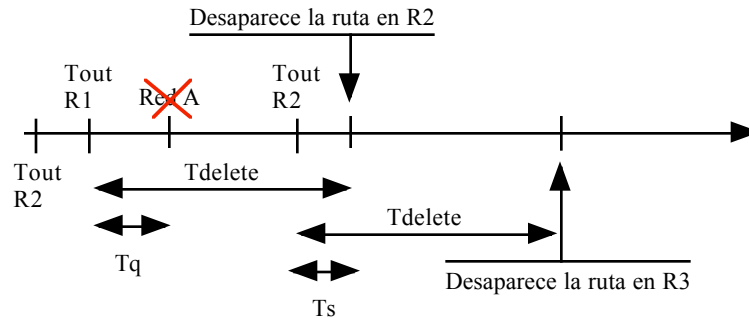 Desaparece la ruta en R2
Tout
R1
Red A
Tout
R2
Tout
R2
Tdelete
Tdelete
Tq
Ts
Desaparece la ruta en R3